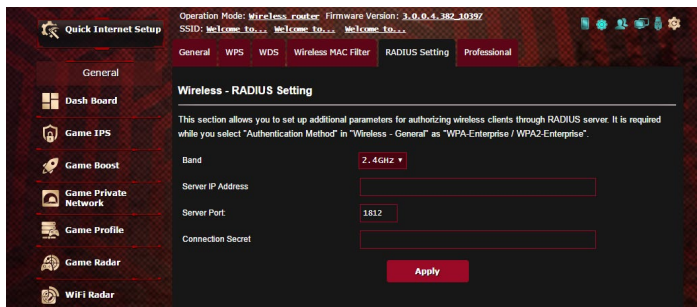 Quick Internet Setup
General
Dash Board
Game IPS
Game Boost
Game Private
Network
Game Profile
Game Radar
WiFi Radar
Operation Mode: Wireless router Firmware Version: 3.0.0.4.382_10397
SSID: Welcome to... Welcome to... Welcome to...
General WPS WDS Wireless MAC Filter RADIUS Setting Professional
Wireless - RADIUS Setting
This section allows you to set up additional parameters for authorizing wireless clients through RADIUS server. It is required
while you select "Authentication Method" in "Wireless - General" as "WPA-Enterprise / WPA2-Enterprise".
Band 2.4GHz
Server IP Address
Server Port: 1812
Connection Secret
Apply